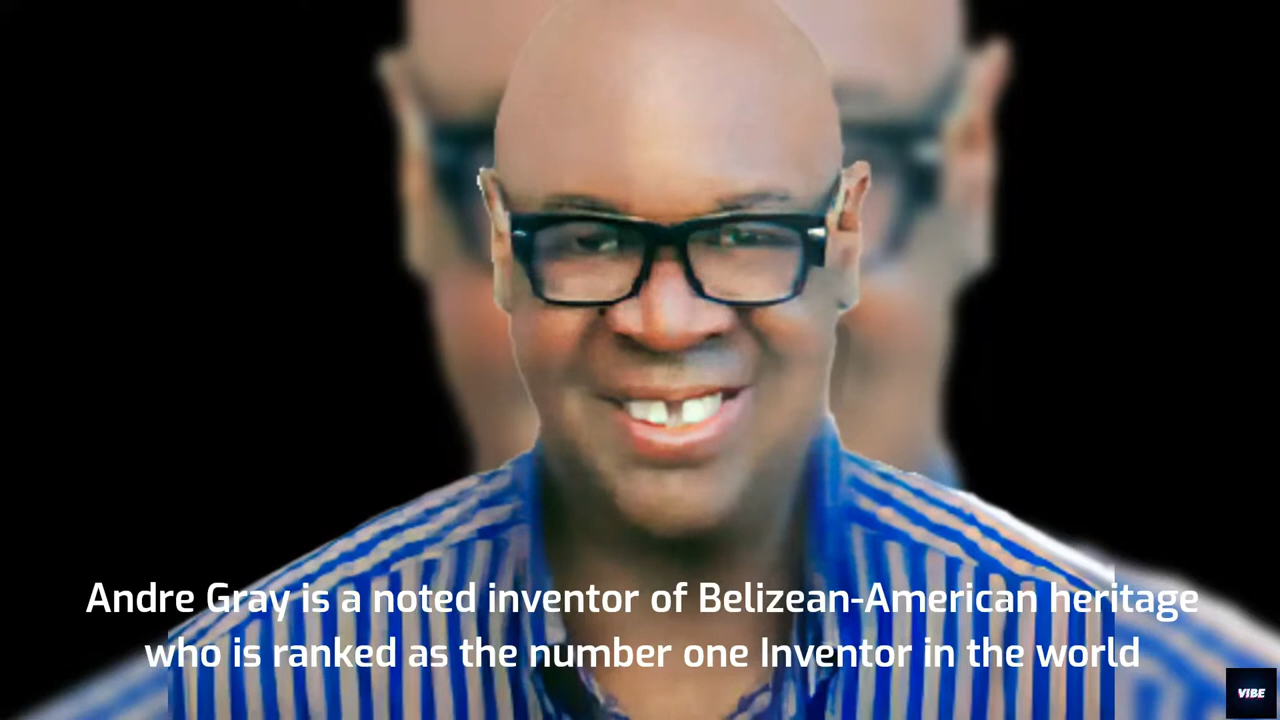 Andre Gray is a noted inventor of Belizean-American heritage
who is ranked as the number one Inventor in the world
VIBE